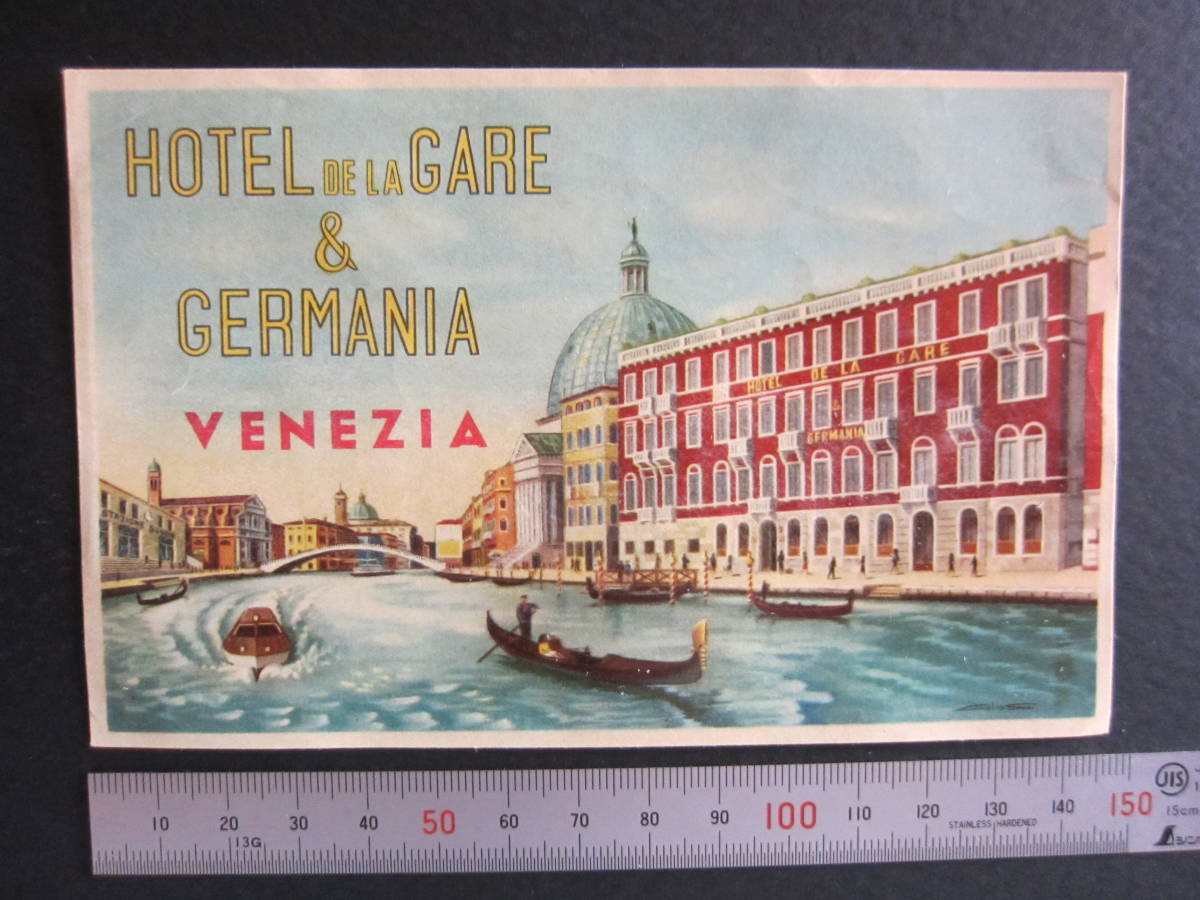 HOTEL DE LA GARE
&
GERMANIA
VENEZIA
HOTEL DE LA GARE
&
GERMANIA
10 20 30 40 50 60 70 80 90 100 110 120 130 140 150
13G
STAINLESS HARDENED
JIS
15cm